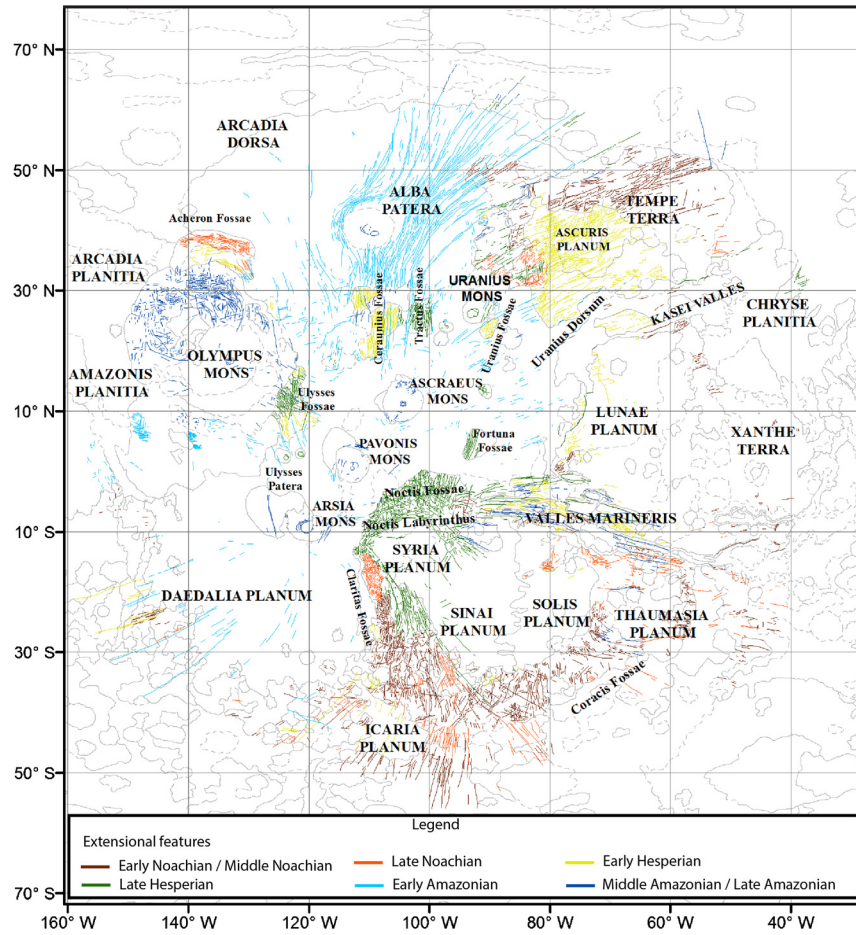 70° N
50° N
30° N
10° N
10° S
30° S
50° S
70° S
ARCADIA
DORSA
ALBA
PATERA
TEMPE
TERRA
Acheron Fossae
ASCURIS
PLANUM
ARCADIA
PLANITIA
URANIUS
MONS
Ceraunius Fossae
Tractus Fossae
Uranius Fossae
Uranius Dorsum
KASEI VALLES
CHRYSE
PLANITIA
OLYMPUS
MONS
AMAZONIS
PLANITIA
Ulysses
Fossae
ASCRAEUS
MONS
LUNAE
PLANUM
XANTHE
TERRA
Fortuna
Fossae
PAVONIS
MONS
Ulysses
Patera
ARSIA
MONS
Noctis Fossae
Noctis Labyrinthus
VALLES MARINERIS
SYRIA
PLANUM
DAEDALIA PLANUM
Claritas Fossae
SINAI
PLANUM
SOLIS
PLANUM
THAUMASIA
PLANUM
Coracis Fossae
ICARIA
PLANUM
Legend
Extensional features
Early Noachian / Middle Noachian
Late Noachian
Early Hesperian
Late Hesperian
Early Amazonian
Middle Amazonian / Late Amazonian
160° W
140° W
120° W
100° W
80° W
60° W
40° W